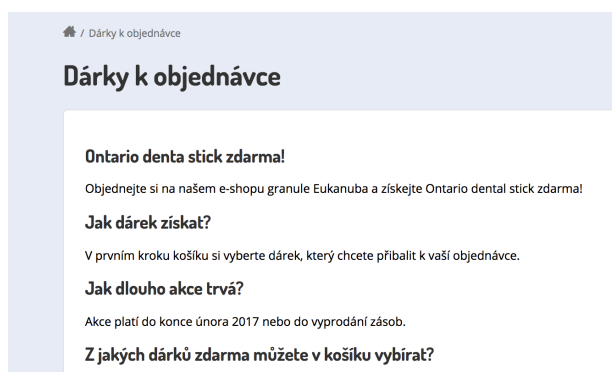 / Dárky k objednávce
Dárky k objednávce
Ontario denta stick zdarma!
Objednejte si na našem e-shopu granule Eukanuba a získejte Ontario dental stick zdarma!
Jak dárek získat?
V prvním kroku košíku si vyberte dárek, který chcete přibalit k vaší objednávce.
Jak dlouho akce trvá?
Akce platí do konce února 2017 nebo do vyprodání zásob.
Z jakých dárků zdarma můžete v košíku vybírat?